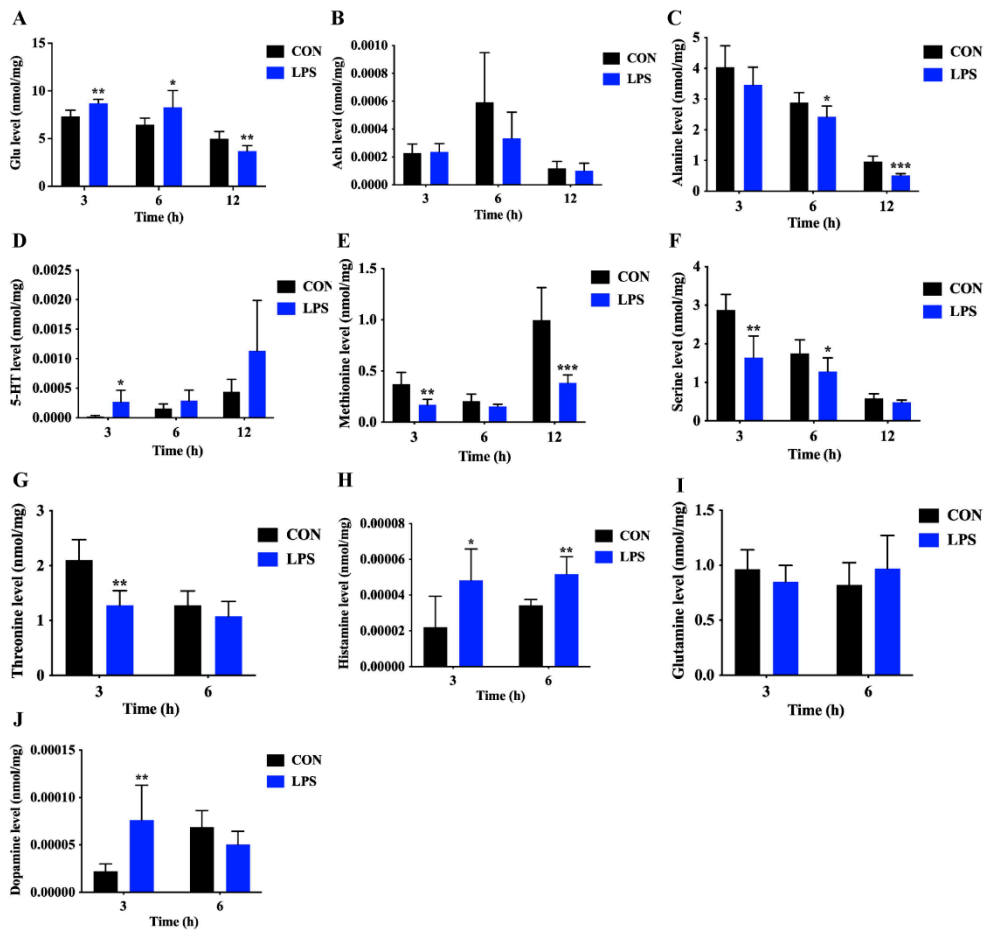 A
Glu level (nmol/mg)
15
10
5
0
** * **
3 6 12
Time (h)
CON
LPS
B
Ach level (nmol/mg)
0.0010
0.0008
0.0006
0.0004
0.0002
0.0000
3 6 12
Time (h)
CON
LPS
C
Alanine level (nmol/mg)
5
4
3
2
1
0
* ***
3 6 12
Time (h)
CON
LPS
D
5-HT level (nmol/mg)
0.0025
0.0020
0.0015
0.0010
0.0005
0.0000
*
3 6 12
Time (h)
CON
LPS
E
Methionine level (nmol/mg)
1.5
1.0
0.5
0.0
** ***
3 6 12
Time (h)
CON
LPS
F
Serine level (nmol/mg)
4
3
2
1
0
** *
3 6 12
Time (h)
CON
LPS
G
Threonine level (nmol/mg)
3
2
1
0
**
3 6
Time (h)
CON
LPS
H
Histamine level (nmol/mg)
0.00008
0.00006
0.00004
0.00002
0.00000
* **
3 6
Time (h)
CON
LPS
I
Glutamine level (nmol/mg)
1.5
1.0
0.5
0.0
3 6
Time (h)
CON
LPS
J
Dopamine level (nmol/mg)
0.00015
0.00010
0.00005
0.00000
**
3 6
Time (h)
CON
LPS